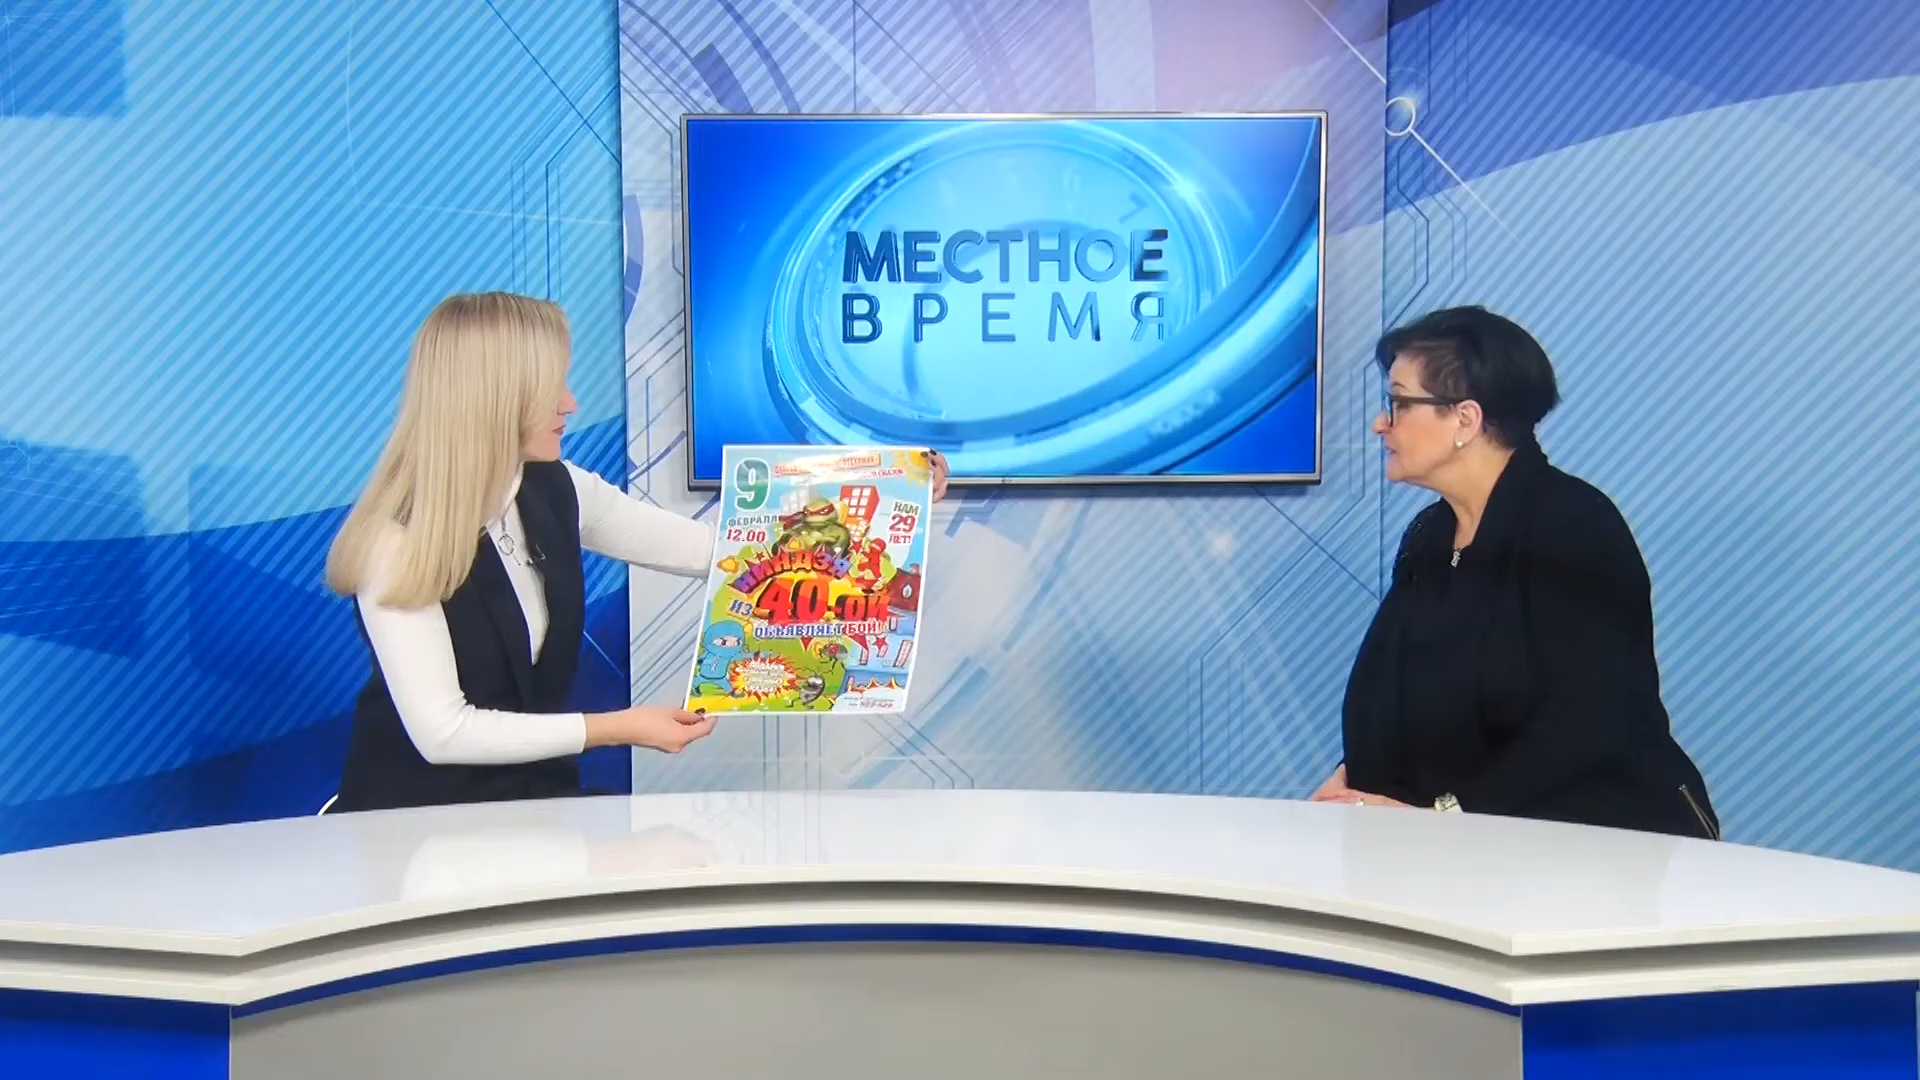 МЕСТНОЕ
ВРЕМЯ
9
ФЕВРАЛЯ
12.00
НАМ
29
ЛЕТ!
НИНДЗЯ
ИЗ 40-ОЙ
ОБЪЯВЛЯЕТ БОЙ!